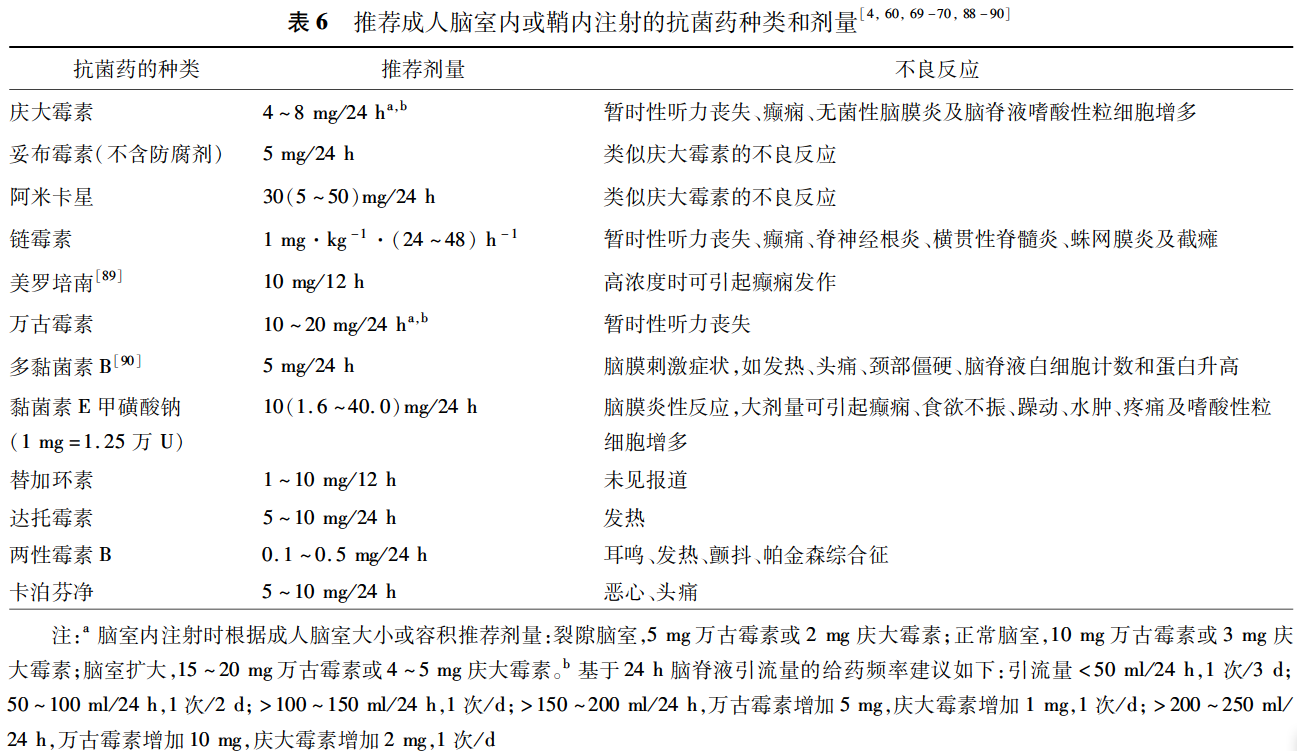 表 6 推荐成人脑室内或鞘内注射的抗菌药种类和剂量[4, 60, 69-70, 88-90]
抗菌药的种类 推荐剂量 不良反应
庆大霉素 4~8 mg/24 h^a,b 暂时性听力丧失、癫痫、无菌性脑膜炎及脑脊液嗜酸性粒细胞增多
妥布霉素(不含防腐剂) 5 mg/24 h 类似庆大霉素的不良反应
阿米卡星 30(5~50)mg/24 h 类似庆大霉素的不良反应
链霉素 1 mg·kg^-1·(24~48) h^-1 暂时性听力丧失、癫痛、脊神经根炎、横贯性脊髓炎、蛛网膜炎及截瘫
美罗培南[89] 10 mg/12 h 高浓度时可引起癫痫发作
万古霉素 10~20 mg/24 h^a,b 暂时性听力丧失
多黏菌素 B[90] 5 mg/24 h 脑膜刺激症状,如发热、头痛、颈部僵硬、脑脊液白细胞计数和蛋白升高
黏菌素 E 甲磺酸钠 10(1.6~40.0)mg/24 h 脑膜炎性反应,大剂量可引起癫痫、食欲不振、躁动、水肿、疼痛及嗜酸性粒
(1 mg=1.25 万 U) 细胞增多
替加环素 1~10 mg/12 h 未见报道
达托霉素 5~10 mg/24 h 发热
两性霉素 B 0.1~0.5 mg/24 h 耳鸣、发热、颤抖、帕金森综合征
卡泊芬净 5~10 mg/24 h 恶心、头痛
注:^a 脑室内注射时根据成人脑室大小或容积推荐剂量:裂隙脑室,5 mg 万古霉素或 2 mg 庆大霉素;正常脑室,10 mg 万古霉素或 3 mg 庆
大霉素;脑室扩大,15~20 mg 万古霉素或 4~5 mg 庆大霉素。^b 基于 24 h 脑脊液引流量的给药频率建议如下:引流量<50 ml/24 h,1 次/3 d;
50~100 ml/24 h,1 次/2 d;>100~150 ml/24 h,1 次/d;>150~200 ml/24 h,万古霉素增加 5 mg,庆大霉素增加 1 mg,1 次/d;>200~250 ml/
24 h,万古霉素增加 10 mg,庆大霉素增加 2 mg,1 次/d